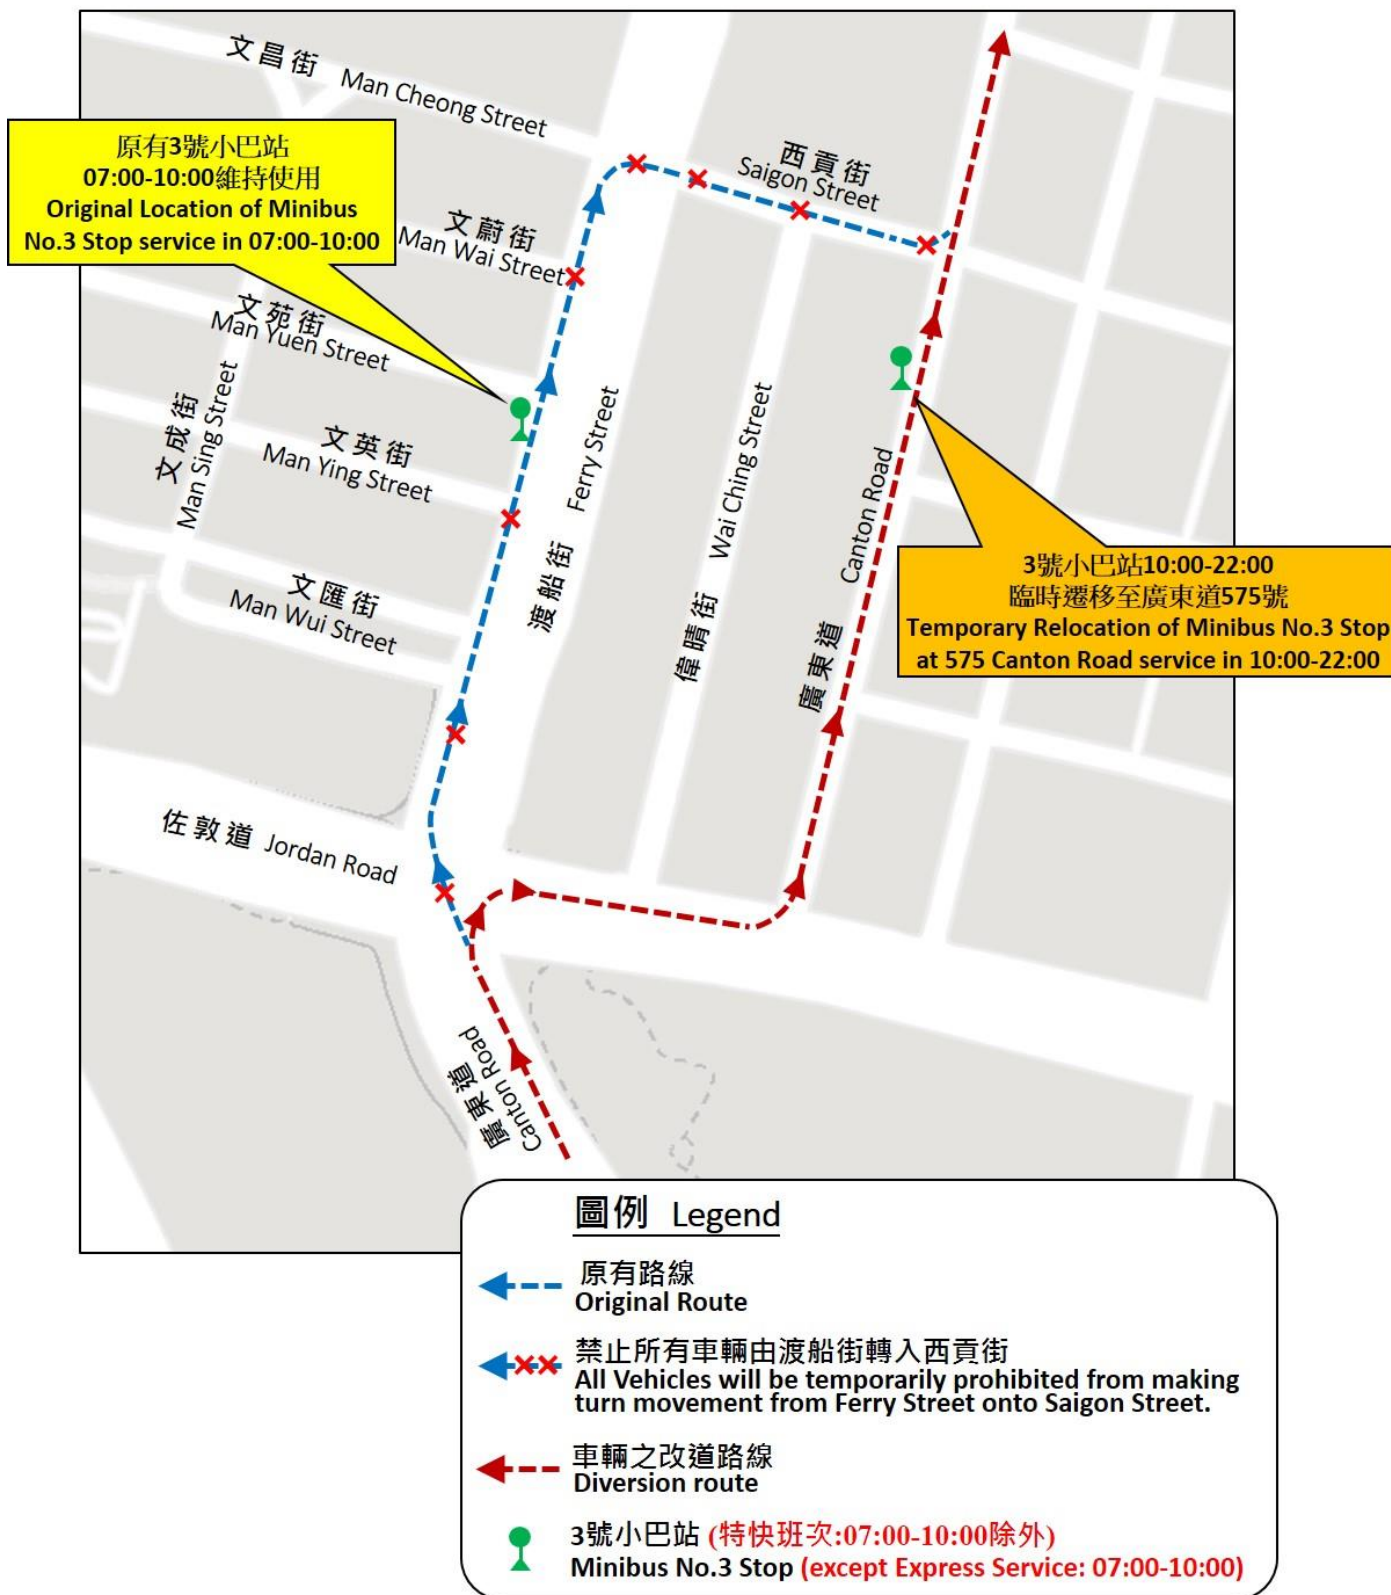 文昌街 Man Cheong Street
原有3號小巴站
07:00-10:00維持使用
Original Location of Minibus
No.3 Stop service in 07:00-10:00
西貢街
Saigon Street
文蔚街
Man Wai Street
文苑街
Man Yuen Street
文成街
Man Sing Street
文英街
Man Ying Street
渡船街 Ferry Street
偉晴街 Wai Ching Street
廣東道 Canton Road
3號小巴站10:00-22:00
臨時遷移至廣東道575號
Temporary Relocation of Minibus No.3 Stop
at 575 Canton Road service in 10:00-22:00
文匯街
Man Wui Street
佐敦道 Jordan Road
廣東道
Canton Road
圖例 Legend
原有路線
Original Route
禁止所有車輛由渡船街轉入西貢街
All Vehicles will be temporarily prohibited from making
turn movement from Ferry Street onto Saigon Street.
車輛之改道路線
Diversion route
3號小巴站 (特快班次:07:00-10:00除外)
Minibus No.3 Stop (except Express Service: 07:00-10:00)